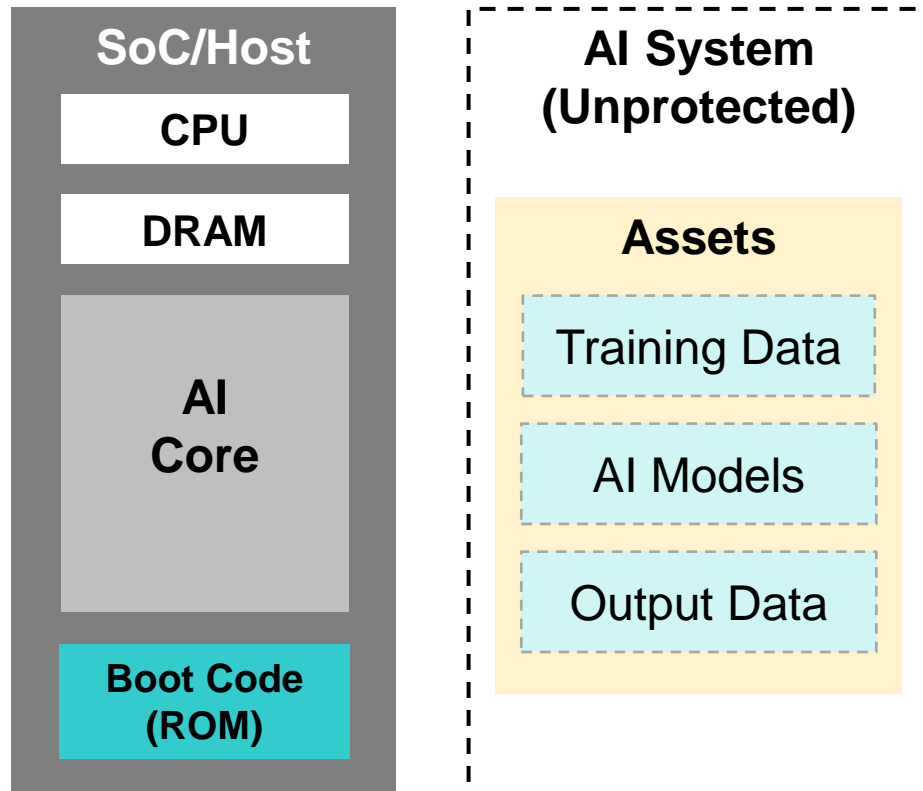 SoC/Host
CPU
DRAM
AI
Core
Boot Code
(ROM)
AI System
(Unprotected)
Assets
Training Data
AI Models
Output Data